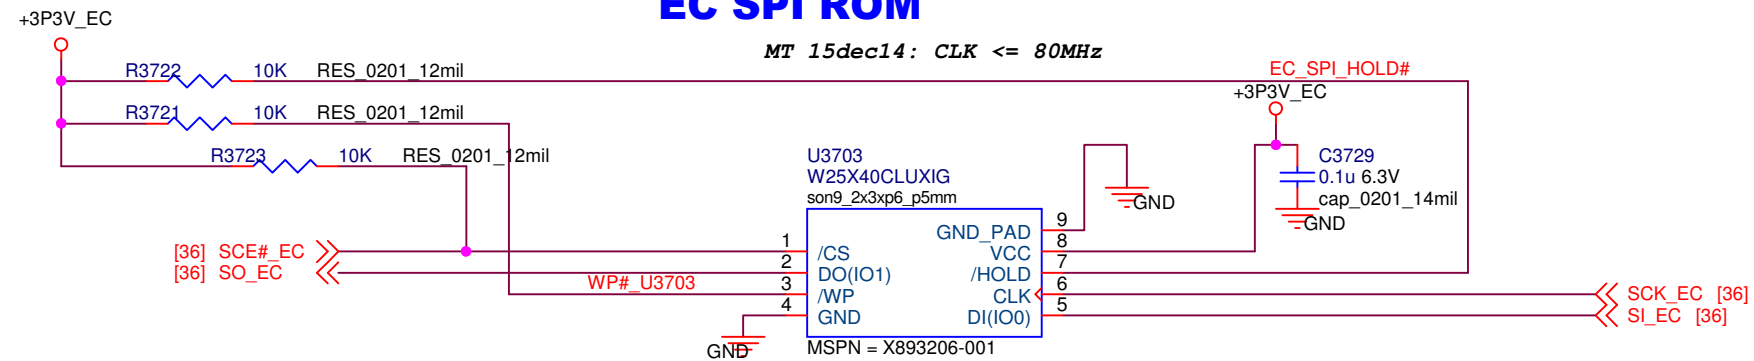 EC SPI ROM
+3P3V_EC
MT 15dec14: CLK <= 80MHz
R3722 10K RES_0201_12mil
EC_SPI_HOLD#
+3P3V_EC
R3721 10K RES_0201_12mil
R3723 10K RES_0201_12mil
U3703
W25X40CLUXIG
son9_2x3xp6_p5mm
C3729
0.1u 6.3V
cap_0201_14mil
GND
GND
[36] SCE#_EC
[36] SO_EC
WP#_U3703
1 /CS
2 DO(IO1)
3 /WP
4 GND
GND_PAD 9
VCC 8
/HOLD 7
CLK 6
DI(IO0) 5
SCK_EC [36]
SI_EC [36]
GND
MSPN = X893206-001